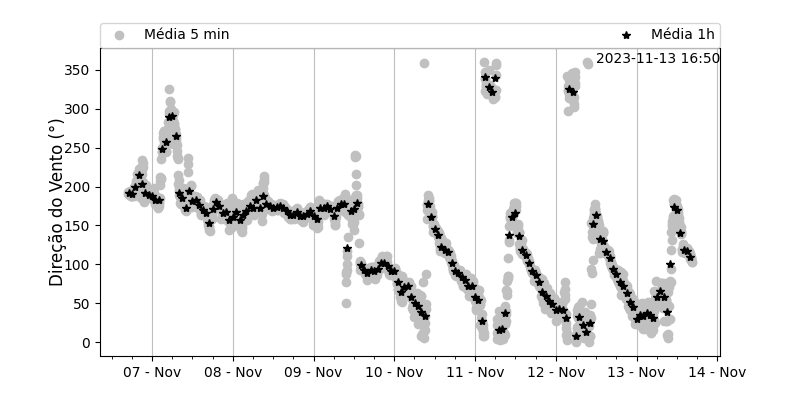 Média 5 min
Média 1h
2023-11-13 16:50
Direção do Vento (°)
350
300
250
200
150
100
50
0
07 - Nov
08 - Nov
09 - Nov
10 - Nov
11 - Nov
12 - Nov
13 - Nov
14 - Nov